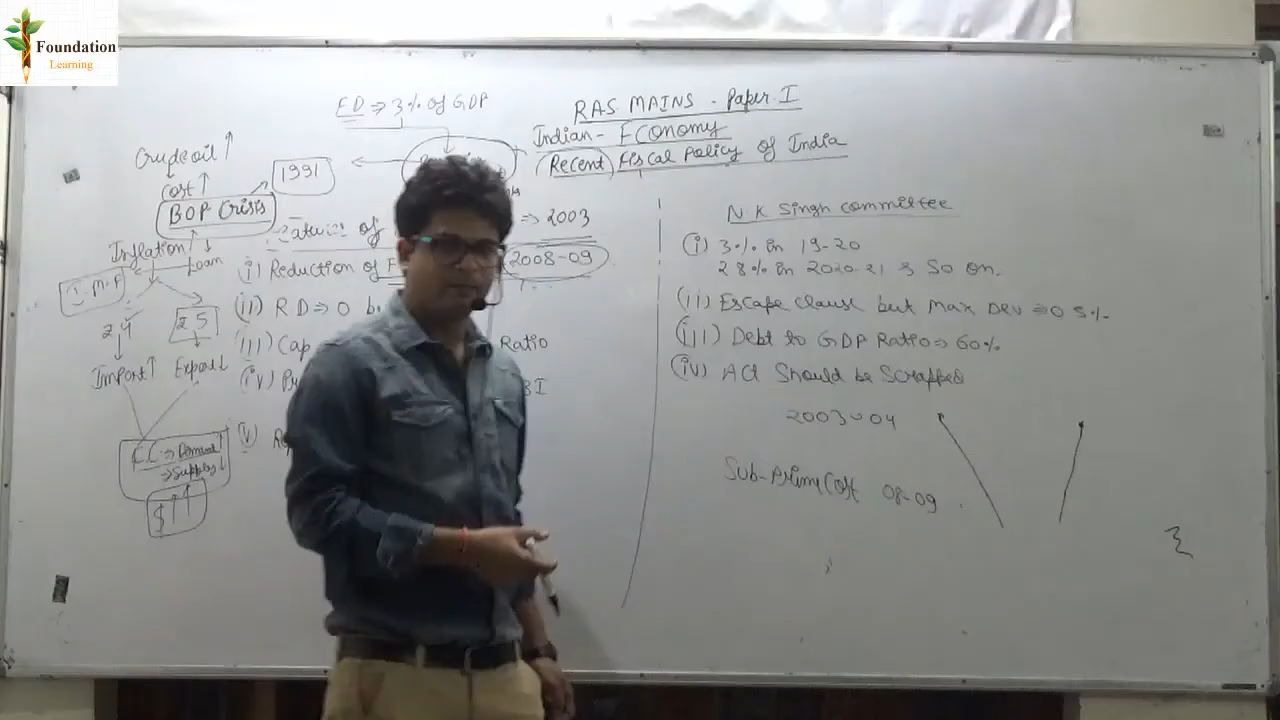 Foundation
Learning
RAS MAINS - Paper I
Indian - Economy
Recent Fiscal Policy of India
FD ⇒ 3% of GDP
1991
Crude oil ↑
Cost ↑
BOP Crisis
Inflation
Loan
I.M.F
24
25
Import ↑
Export ↓
⇒ Demand ↑
⇒ Supply ↓
$ ↑↑
of
⇒ 2003
(i) Reduction of F
2008-09
(ii) RD ⇒ 0
(iii) Cap
Ratio
(iv) Pr
BI
(v) Re
N.K Singh committee
(i) 3% in 19-20
2.8% in 2020-21 & So on.
(ii) Escape clause but Max Dev ⇒ 0.5%
(iii) Debt to GDP Ratio ⇒ 60%
(iv) Act Should be Scrapped
2003-04
Sub-Prime 08-09